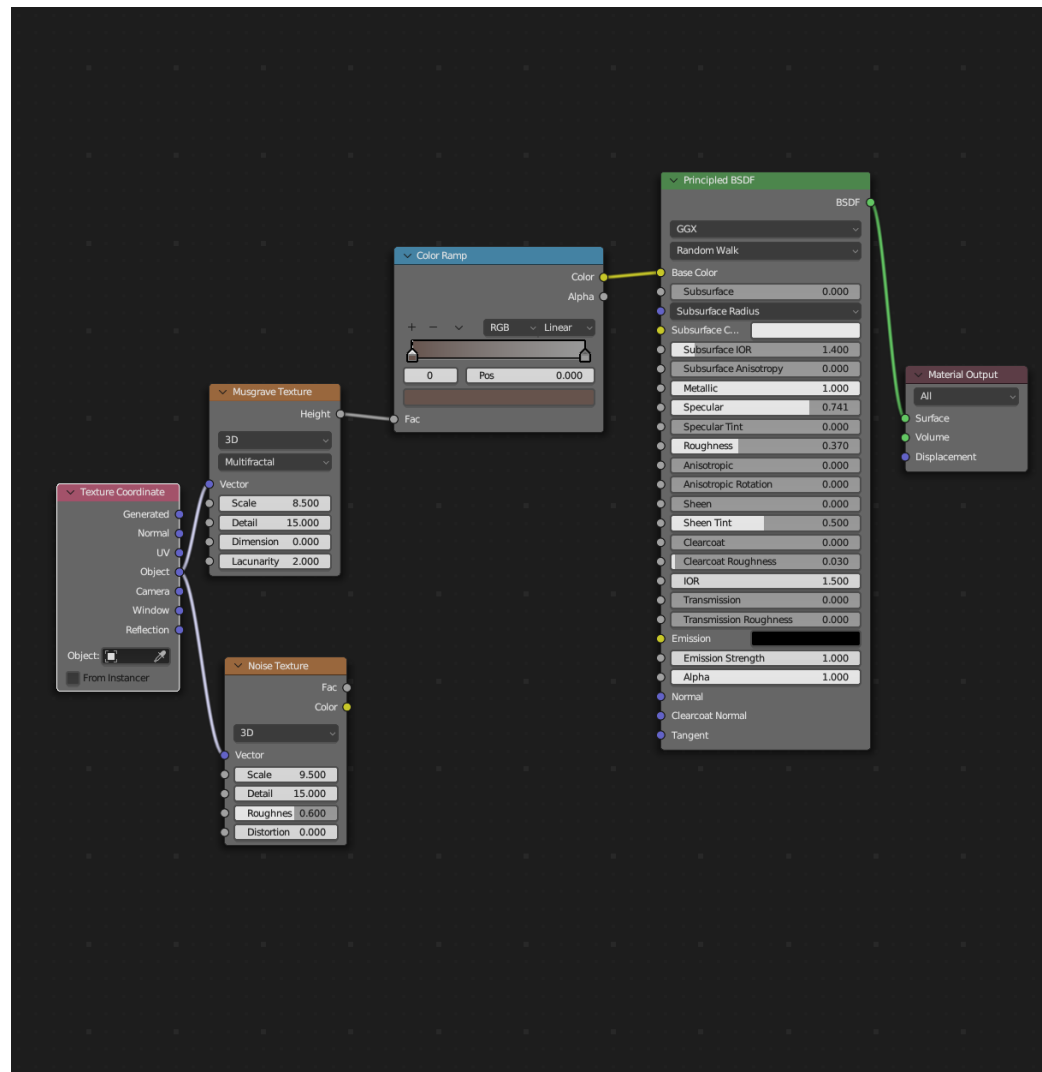 Principled BSDF
BSDF
GGX
Random Walk
Base Color
Subsurface 0.000
Subsurface Radius
Subsurface C...
Subsurface IOR 1.400
Subsurface Anisotropy 0.000
Metallic 1.000
Specular 0.741
Specular Tint 0.000
Roughness 0.370
Anisotropic 0.000
Anisotropic Rotation 0.000
Sheen 0.000
Sheen Tint 0.500
Clearcoat 0.000
Clearcoat Roughness 0.030
IOR 1.500
Transmission 0.000
Transmission Roughness 0.000
Emission
Emission Strength 1.000
Alpha 1.000
Normal
Clearcoat Normal
Tangent
Color Ramp
Color
Alpha
+ − RGB Linear
0 Pos 0.000
Fac
Material Output
All
Surface
Volume
Displacement
Musgrave Texture
Height
3D
Multifractal
Vector
Scale 8.500
Detail 15.000
Dimension 0.000
Lacunarity 2.000
Texture Coordinate
Generated
Normal
UV
Object
Camera
Window
Reflection
Object:
From Instancer
Noise Texture
Fac
Color
3D
Vector
Scale 9.500
Detail 15.000
Roughnes 0.600
Distortion 0.000